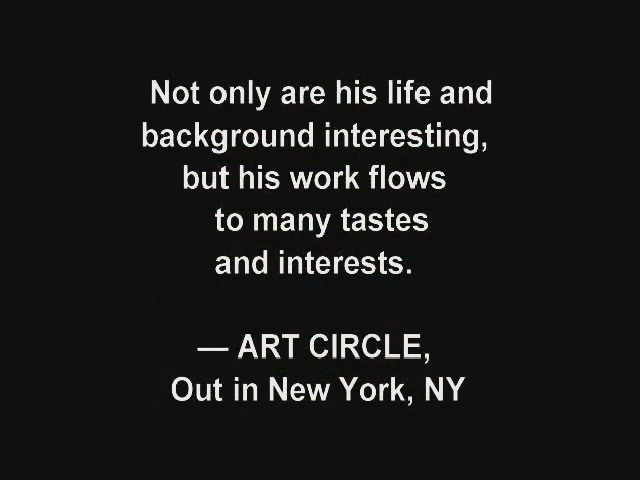 Not only are his life and
background interesting,
but his work flows
to many tastes
and interests.
— ART CIRCLE,
Out in New York, NY